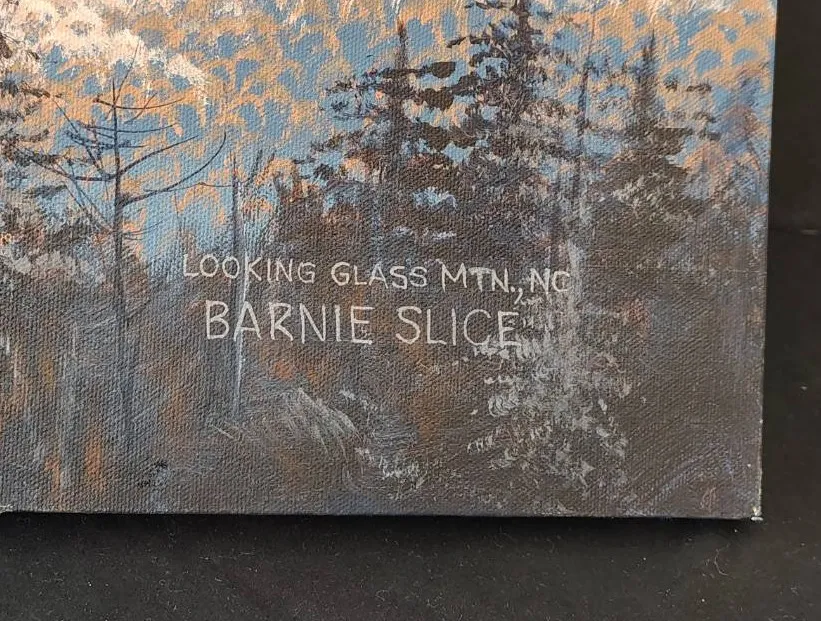 LOOKING GLASS MTN., NC
BARNIE SLICE